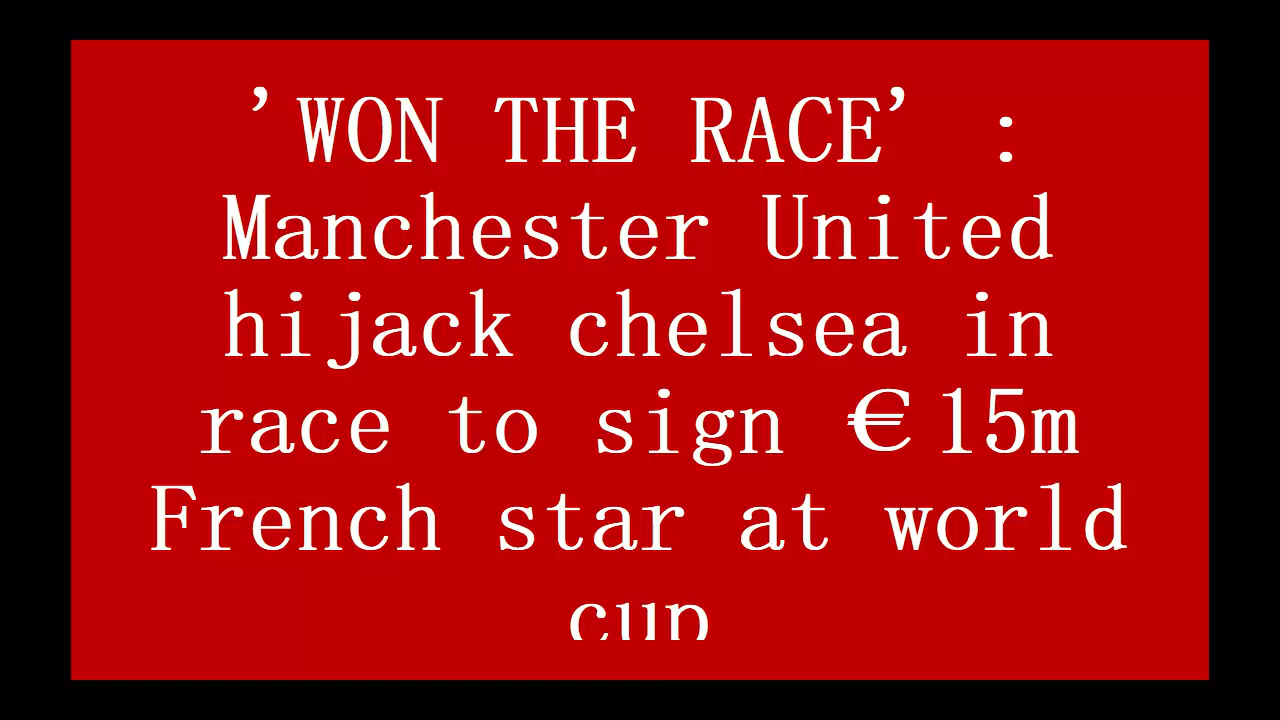 ’WON THE RACE’ :
Manchester United
hijack chelsea in
race to sign €15m
French star at world
cup